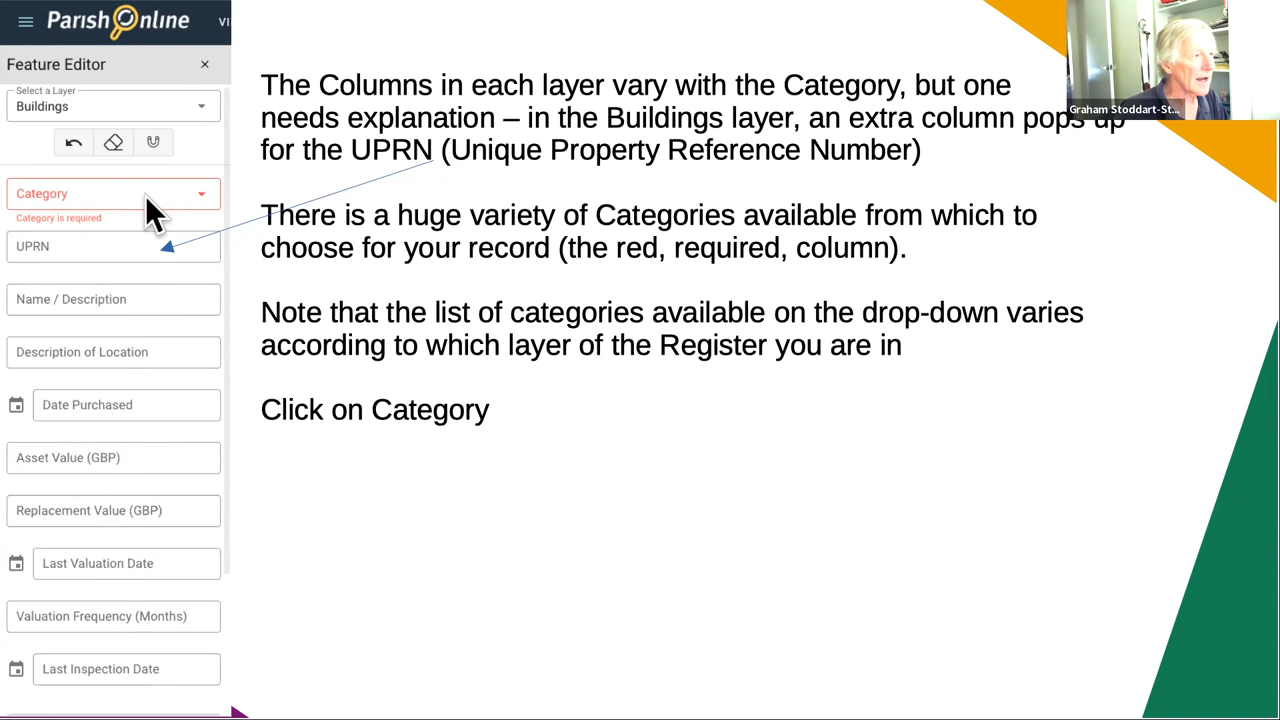 Parish Online
VI
Feature Editor
Select a Layer
Buildings
Category
Category is required
UPRN
Name / Description
Description of Location
Date Purchased
Asset Value (GBP)
Replacement Value (GBP)
Last Valuation Date
Valuation Frequency (Months)
Last Inspection Date
The Columns in each layer vary with the Category, but one
needs explanation – in the Buildings layer, an extra column pops up
for the UPRN (Unique Property Reference Number)
There is a huge variety of Categories available from which to
choose for your record (the red, required, column).
Note that the list of categories available on the drop-down varies
according to which layer of the Register you are in
Click on Category
Graham Stoddart-St...